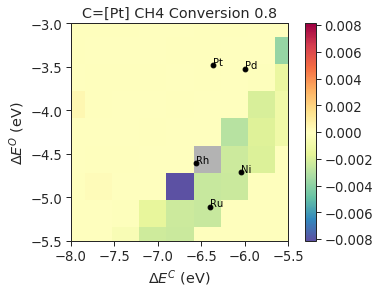 C=[Pt] CH4 Conversion 0.8
−3.0
−3.5
−4.0
−4.5
−5.0
−5.5
ΔE^O (eV)
Pt
Pd
Rh
Ni
Ru
−8.0 −7.5 −7.0 −6.5 −6.0 −5.5
ΔE^C (eV)
0.008
0.006
0.004
0.002
0.000
−0.002
−0.004
−0.006
−0.008